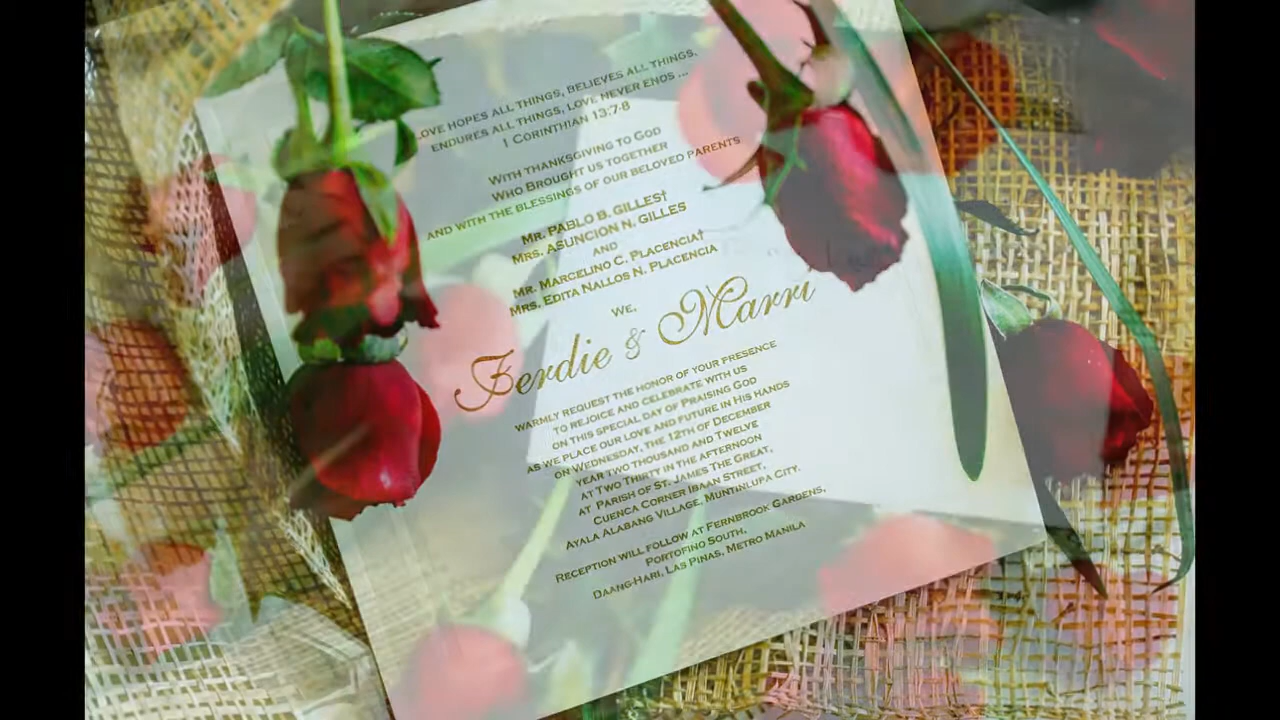 LOVE HOPES ALL THINGS, BELIEVES ALL THINGS,
ENDURES ALL THINGS, LOVE NEVER ENDS ...
1 CORINTHIAN 13:7-8
WITH THANKSGIVING TO GOD
WHO BROUGHT US TOGETHER
AND WITH THE BLESSINGS OF OUR BELOVED PARENTS
MR. PABLO B. GILLES†
MRS. ASUNCION N. GILLES
AND
MR. MARCELINO C. PLACENCIA†
MRS. EDITA NALLOS N. PLACENCIA
WE,
Ferdie & Marri
WARMLY REQUEST THE HONOR OF YOUR PRESENCE
TO REJOICE AND CELEBRATE WITH US
ON THIS SPECIAL DAY OF PRAISING GOD
AS WE PLACE OUR LOVE AND FUTURE IN HIS HANDS
ON WEDNESDAY, THE 12TH OF DECEMBER
YEAR TWO THOUSAND AND TWELVE
AT TWO THIRTY IN THE AFTERNOON
AT PARISH OF ST. JAMES THE GREAT,
CUENCA CORNER IBAAN STREET,
AYALA ALABANG VILLAGE, MUNTINLUPA CITY.
RECEPTION WILL FOLLOW AT FERNBROOK GARDENS,
PORTOFINO SOUTH,
DAANG-HARI, LAS PINAS, METRO MANILA